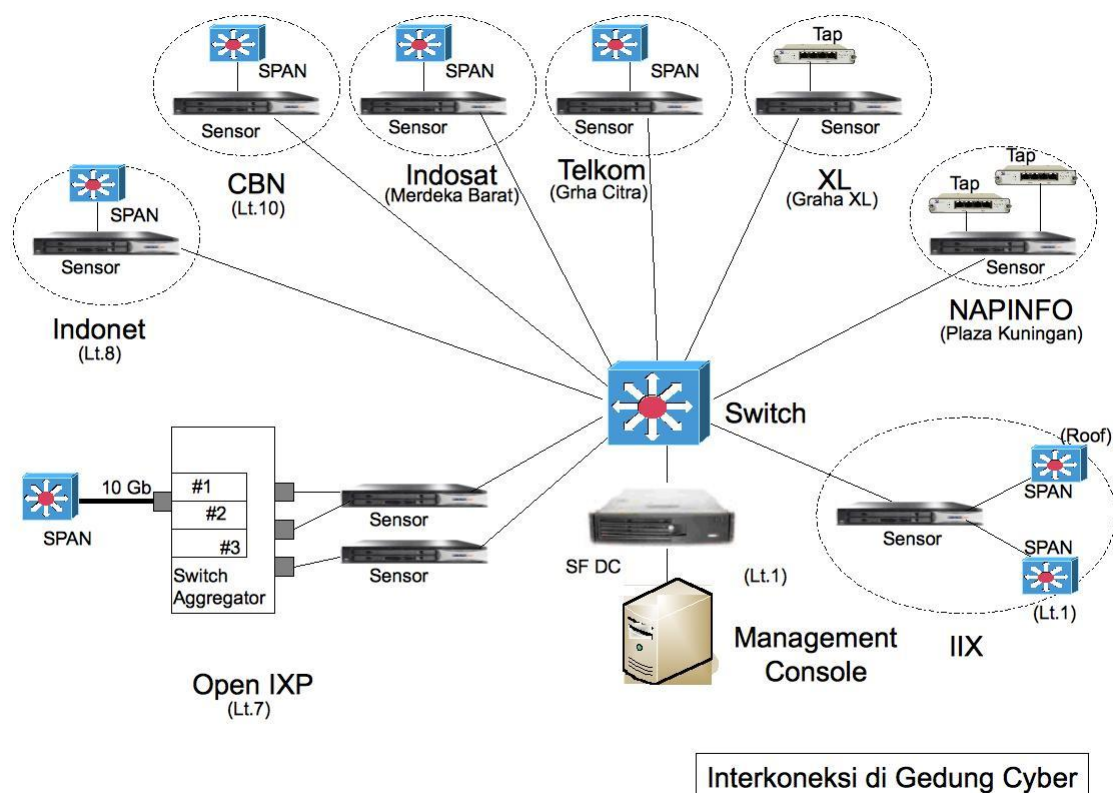 SPAN
Sensor
CBN
(Lt.10)
SPAN
Sensor
Indosat
(Merdeka Barat)
SPAN
Sensor
Telkom
(Grha Citra)
Tap
Sensor
XL
(Graha XL)
Tap
Tap
Sensor
NAPINFO
(Plaza Kuningan)
SPAN
Sensor
Indonet
(Lt.8)
Switch
10 Gb
SPAN
#1
#2
#3
Switch
Aggregator
Sensor
Sensor
Open IXP
(Lt.7)
SF DC
(Lt.1)
Management
Console
(Roof)
SPAN
Sensor
SPAN
(Lt.1)
IIX
Interkoneksi di Gedung Cyber